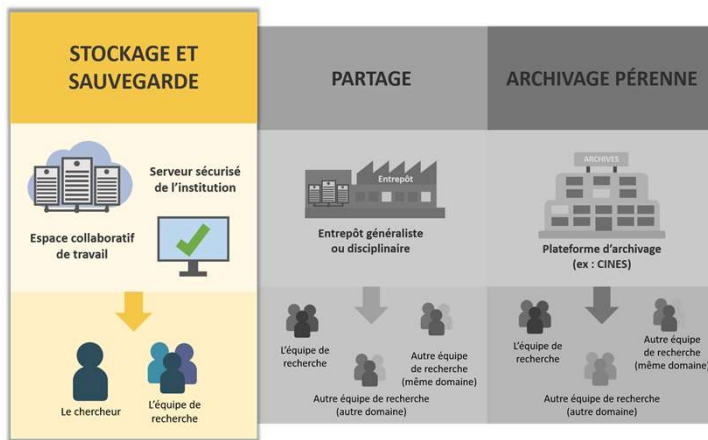 STOCKAGE ET
SAUVEGARDE
Serveur sécurisé
de l'institution
Espace collaboratif
de travail
Le chercheur
L'équipe de
recherche
PARTAGE
Entrepôt
Entrepôt généraliste
ou disciplinaire
L'équipe de
recherche
Autre équipe
de recherche
(même domaine)
Autre équipe de recherche
(autre domaine)
ARCHIVAGE PÉRENNE
ARCHIVES
Plateforme d'archivage
(ex : CINES)
L'équipe de
recherche
Autre équipe
de recherche
(même domaine)
Autre équipe de recherche
(autre domaine)